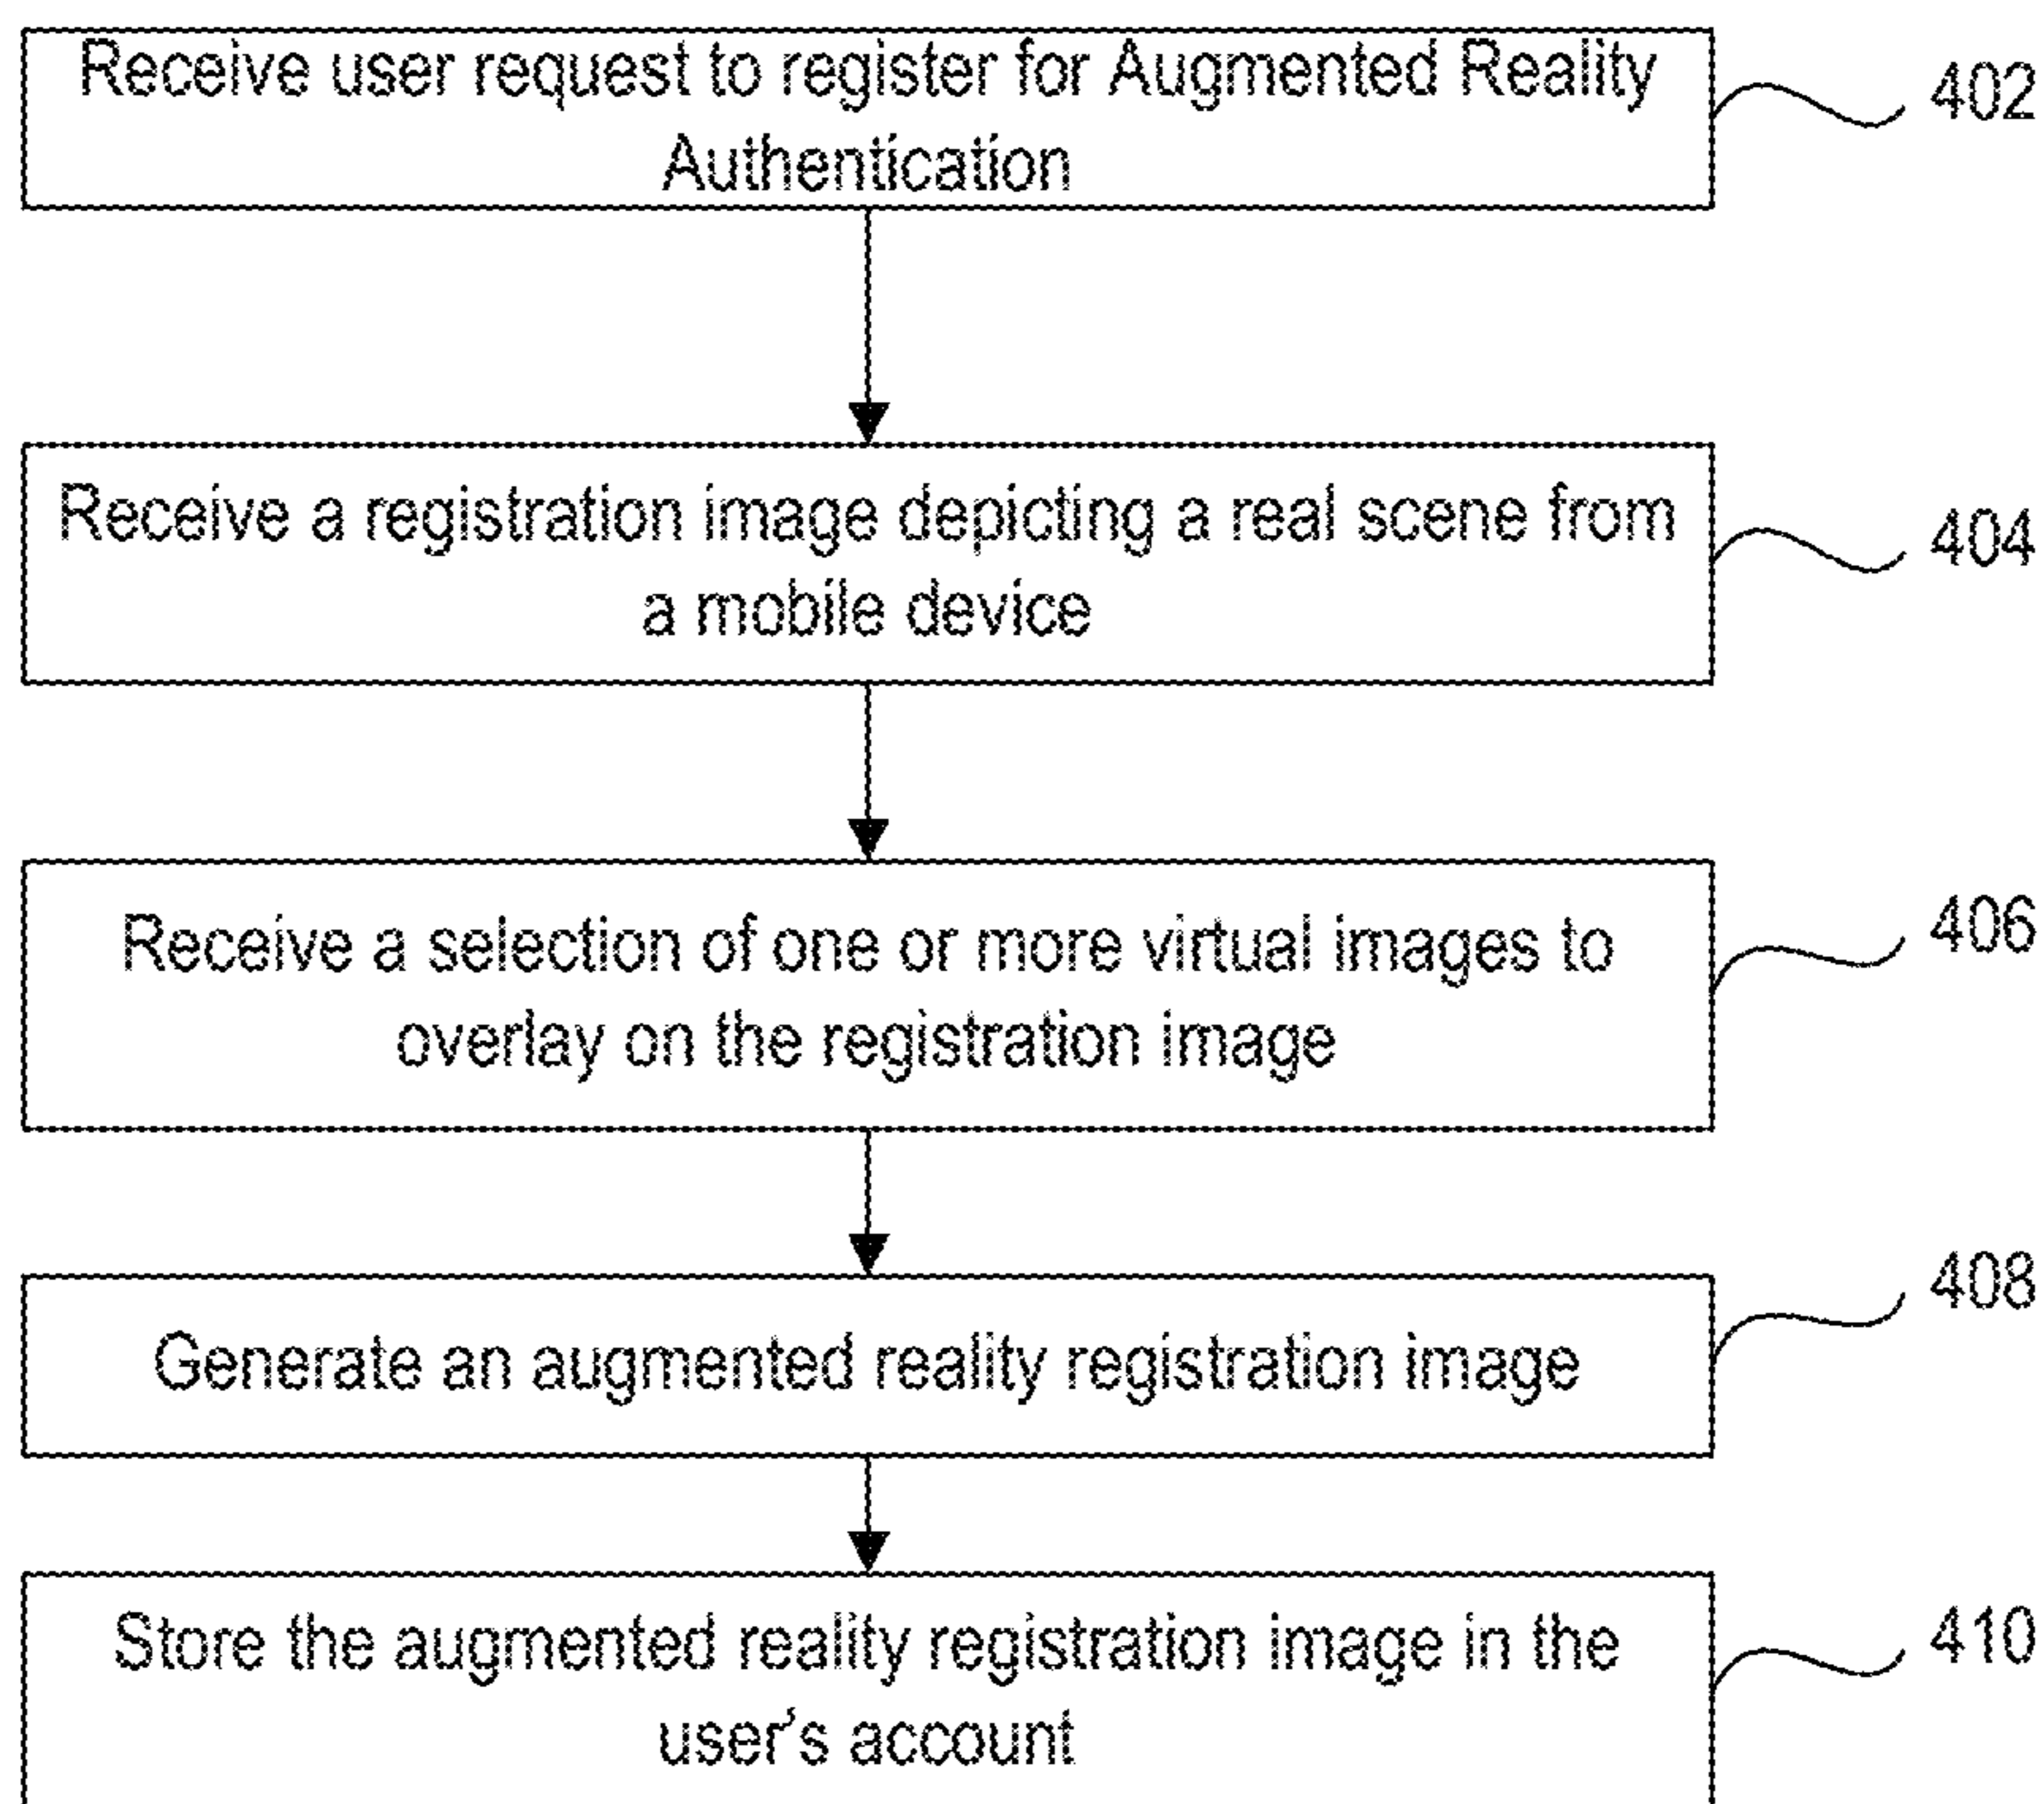 Receive user request to register for Augmented Reality
Authentication
402
Receive a registration image depicting a real scene from
a mobile device
404
Receive a selection of one or more virtual images to
overlay on the registration image
406
Generate an augmented reality registration image
408
Store the augmented reality registration image in the
user's account
410